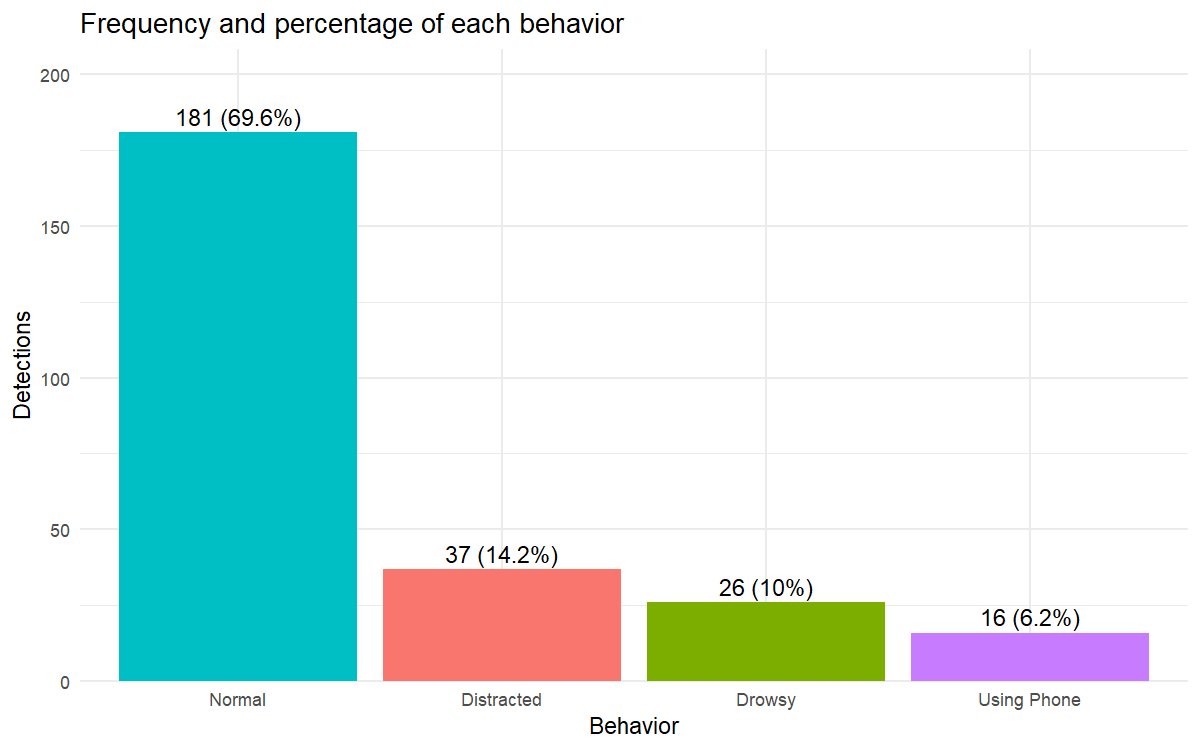 Frequency and percentage of each behavior
200
150
100
50
0
Detections
181 (69.6%)
37 (14.2%)
26 (10%)
16 (6.2%)
Normal
Distracted
Drowsy
Using Phone
Behavior